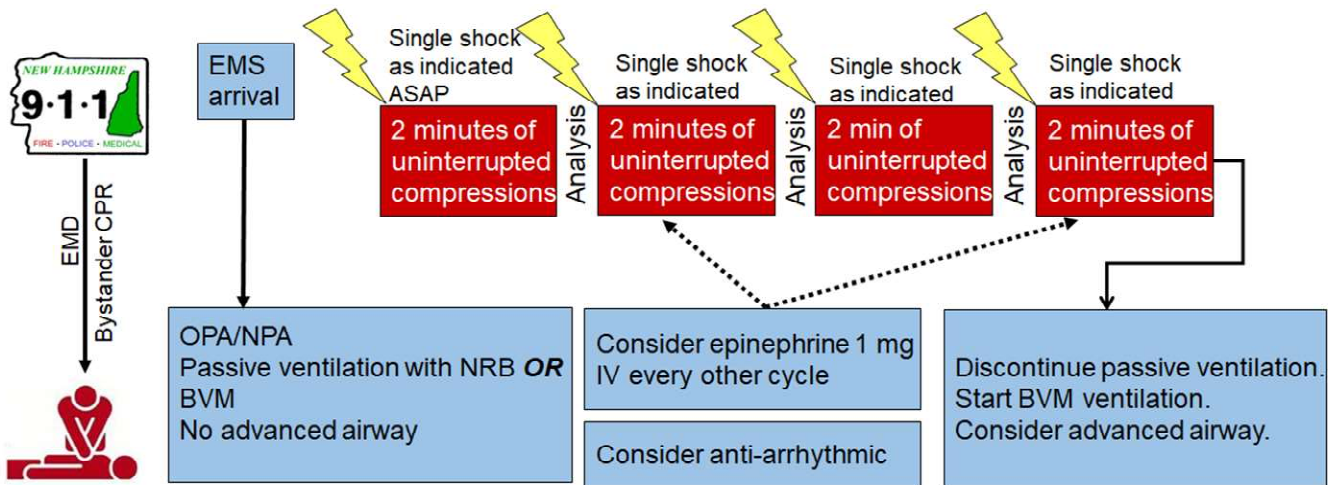 NEW HAMPSHIRE
9·1·1
FIRE - POLICE - MEDICAL
EMD
Bystander CPR
EMS
arrival
Single shock
as indicated
ASAP
2 minutes of
uninterrupted
compressions
Analysis
Single shock
as indicated
2 minutes of
uninterrupted
compressions
Analysis
Single shock
as indicated
2 min of
uninterrupted
compressions
Analysis
Single shock
as indicated
2 minutes of
uninterrupted
compressions
OPA/NPA
Passive ventilation with NRB OR
BVM
No advanced airway
Consider epinephrine 1 mg
IV every other cycle
Consider anti-arrhythmic
Discontinue passive ventilation.
Start BVM ventilation.
Consider advanced airway.